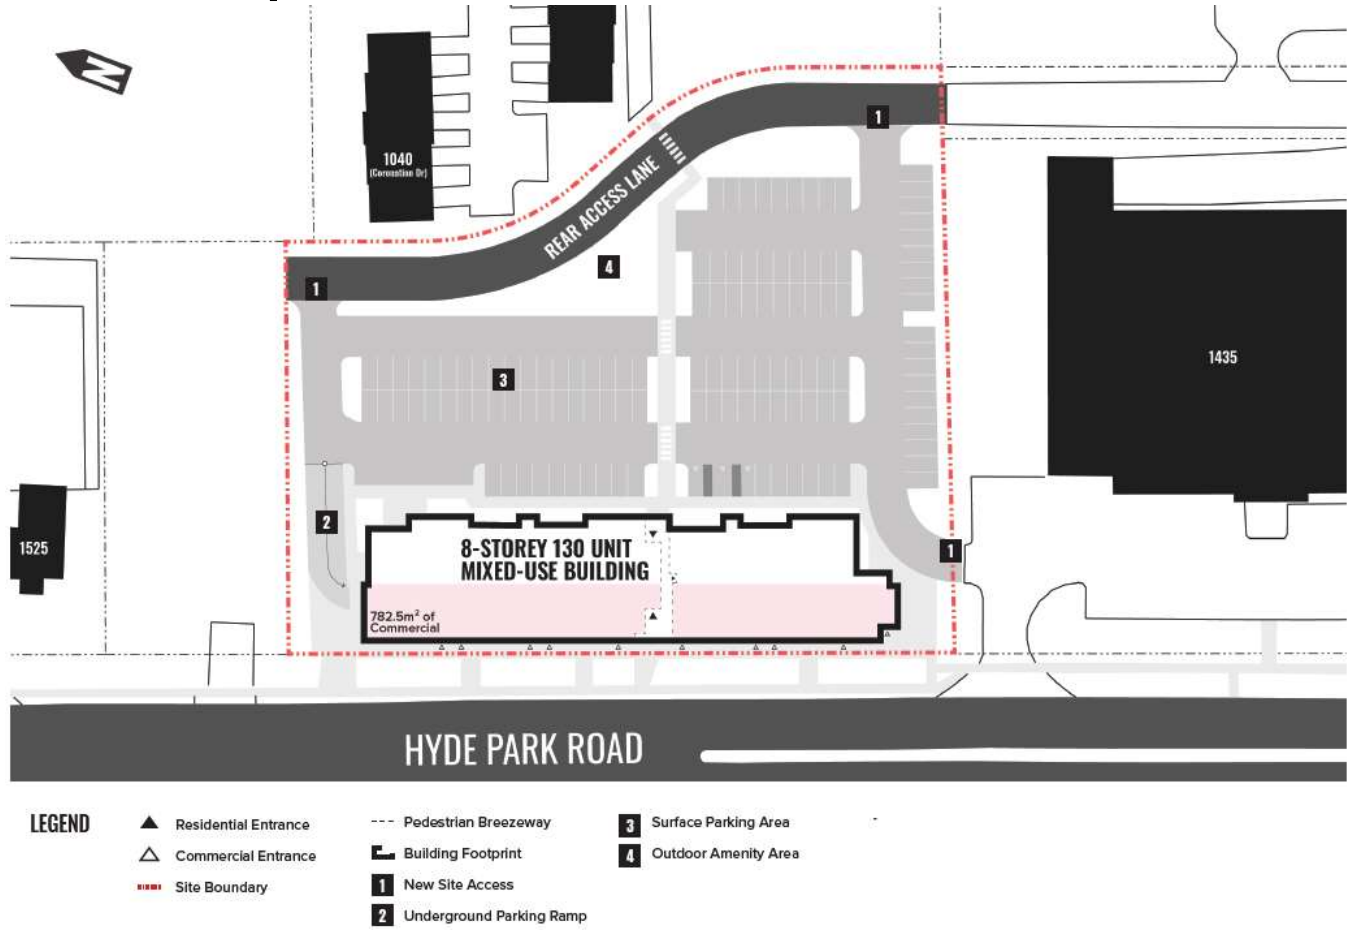 N
1
1040
(Coronation Dr)
REAR ACCESS LANE
4
1
3
1435
2
8-STOREY 130 UNIT
MIXED-USE BUILDING
1
1525
782.5m² of
Commercial
HYDE PARK ROAD
LEGEND
Residential Entrance
Commercial Entrance
Site Boundary
Pedestrian Breezeway
Building Footprint
1 New Site Access
2 Underground Parking Ramp
3 Surface Parking Area
4 Outdoor Amenity Area